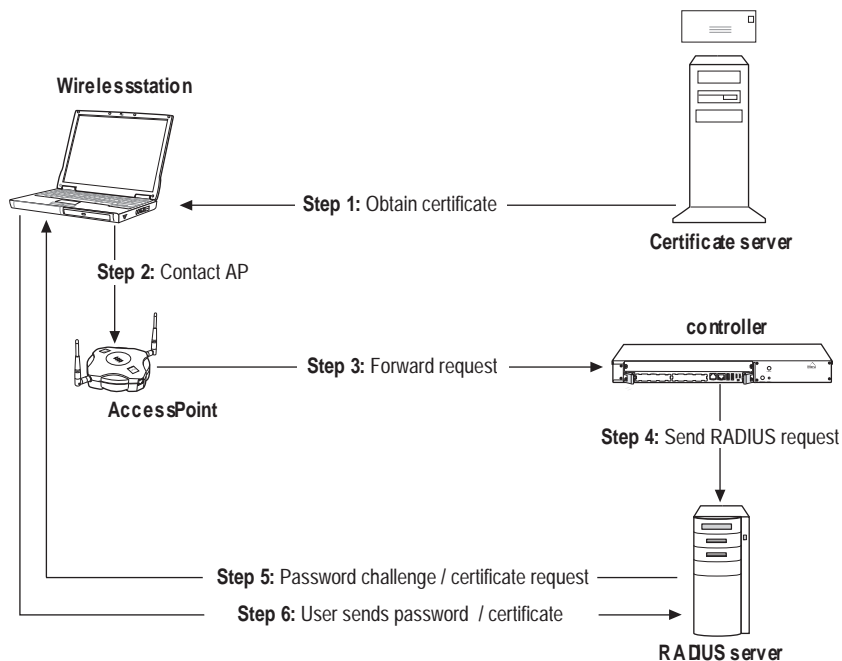 Wirelessstation
Step 1: Obtain certificate
Certificate server
Step 2: Contact AP
controller
Step 3: Forward request
AccessPoint
Step 4: Send RADIUS request
Step 5: Password challenge / certificate request
Step 6: User sends password / certificate
RADIUS server